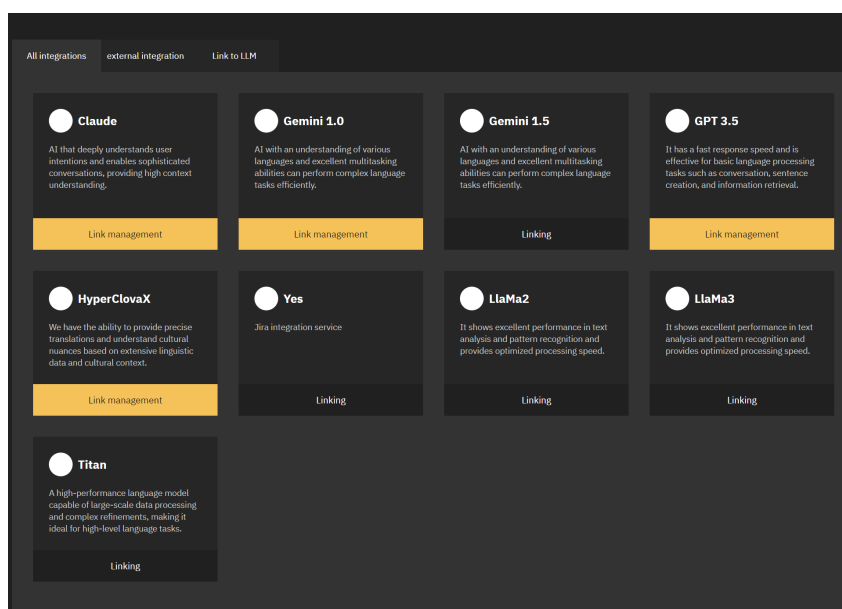 All integrations
external integration
Link to LLM
Claude
AI that deeply understands user
intentions and enables sophisticated
conversations, providing high context
understanding.
Link management
Gemini 1.0
AI with an understanding of various
languages and excellent multitasking
abilities can perform complex language
tasks efficiently.
Link management
Gemini 1.5
AI with an understanding of various
languages and excellent multitasking
abilities can perform complex language
tasks efficiently.
Linking
GPT 3.5
It has a fast response speed and is
effective for basic language processing
tasks such as conversation, sentence
creation, and information retrieval.
Link management
HyperClovaX
We have the ability to provide precise
translations and understand cultural
nuances based on extensive linguistic
data and cultural context.
Link management
Yes
Jira integration service
Linking
LlaMa2
It shows excellent performance in text
analysis and pattern recognition and
provides optimized processing speed.
Linking
LlaMa3
It shows excellent performance in text
analysis and pattern recognition and
provides optimized processing speed.
Linking
Titan
A high-performance language model
capable of large-scale data processing
and complex refinements, making it
ideal for high-level language tasks.
Linking